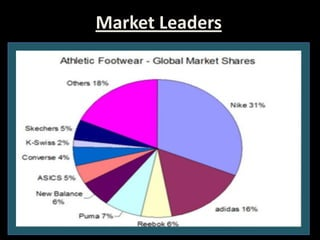 Market Leaders
Athletic Footwear - Global Market Shares
Others 18%
Nike 31%
Skechers 5%
K-Swiss 2%
Converse 4%
ASICS 5%
New Balance
6%
Puma 7%
Reebok 6%
adidas 16%